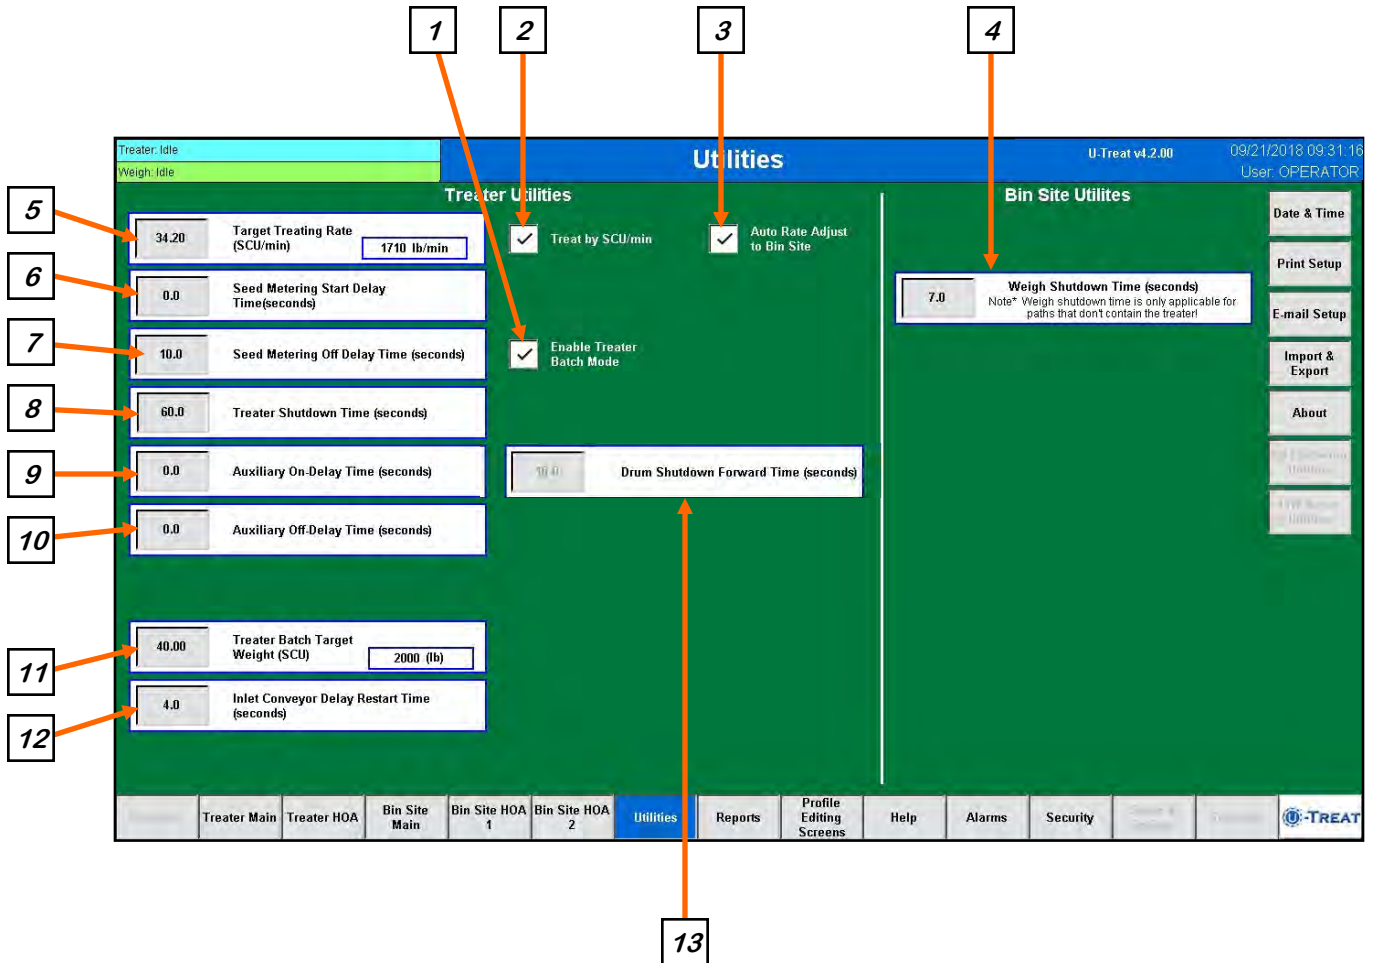 1
2
3
4
Treater: Idle
Weigh: Idle
Utilities
U-Treat v4.2.00
09/21/2018 09:31:16
User: OPERATOR
Treater Utilities
Bin Site Utilites
5
34.20
Target Treating Rate
(SCU/min)
1710 lb/min
Treat by SCU/min
Auto Rate Adjust
to Bin Site
Date & Time
6
0.0
Seed Metering Start Delay
Time(seconds)
7.0
Weigh Shutdown Time (seconds)
Note* Weigh shutdown time is only applicable for
paths that don't contain the treater!
Print Setup
E-mail Setup
7
10.0
Seed Metering Off Delay Time (seconds)
Enable Treater
Batch Mode
Import &
Export
8
60.0
Treater Shutdown Time (seconds)
About
9
0.0
Auxiliary On-Delay Time (seconds)
Drum Shutdown Forward Time (seconds)
10
0.0
Auxiliary Off-Delay Time (seconds)
11
40.00
Treater Batch Target
Weight (SCU)
2000 (lb)
12
4.0
Inlet Conveyor Delay Restart Time
(seconds)
Treater Main
Treater HOA
Bin Site
Main
Bin Site HOA
1
Bin Site HOA
2
Utilities
Reports
Profile
Editing
Screens
Help
Alarms
Security
U-TREAT
13